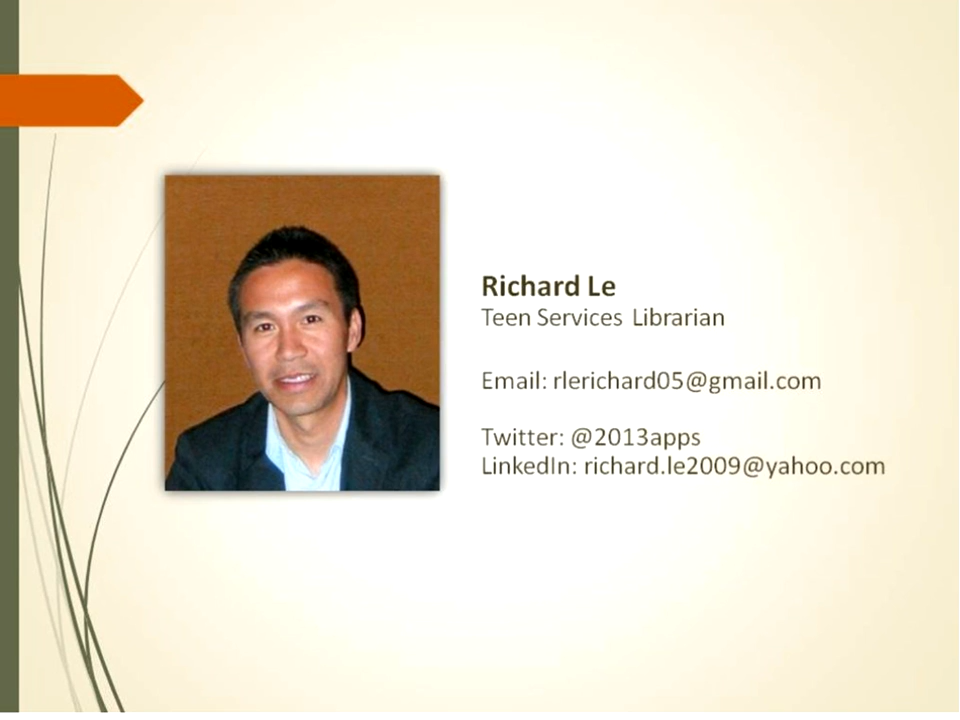 Richard Le
Teen Services Librarian
Email: rlerichard05@gmail.com
Twitter: @2013apps
LinkedIn: richard.le2009@yahoo.com